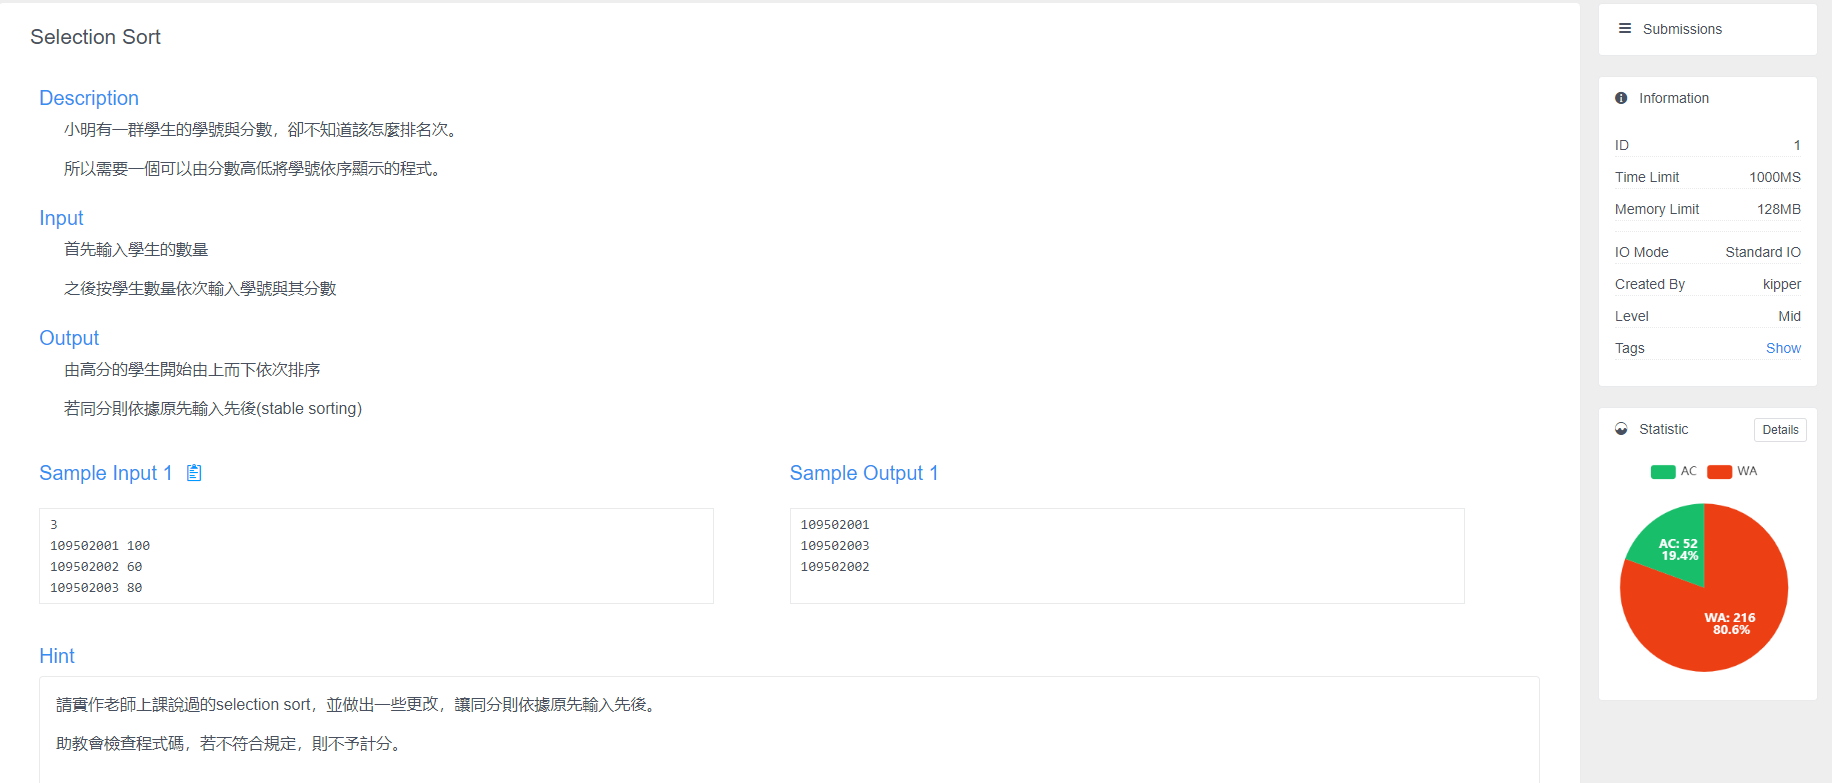 Selection Sort
Description
小明有一群學生的學號與分數，卻不知道該怎麼排名次。
所以需要一個可以由分數高低將學號依序顯示的程式。
Input
首先輸入學生的數量
之後按學生數量依次輸入學號與其分數
Output
由高分的學生開始由上而下依次排序
若同分則依據原先輸入先後(stable sorting)
Sample Input 1
3
109502001 100
109502002 60
109502003 80
Sample Output 1
109502001
109502003
109502002
Hint
請實作老師上課說過的selection sort，並做出一些更改，讓同分則依據原先輸入先後。
助教會檢查程式碼，若不符合規定，則不予計分。
Submissions
Information
ID 1
Time Limit 1000MS
Memory Limit 128MB
IO Mode Standard IO
Created By kipper
Level Mid
Tags Show
Statistic Details
AC WA
AC: 52
19.4%
WA: 216
80.6%